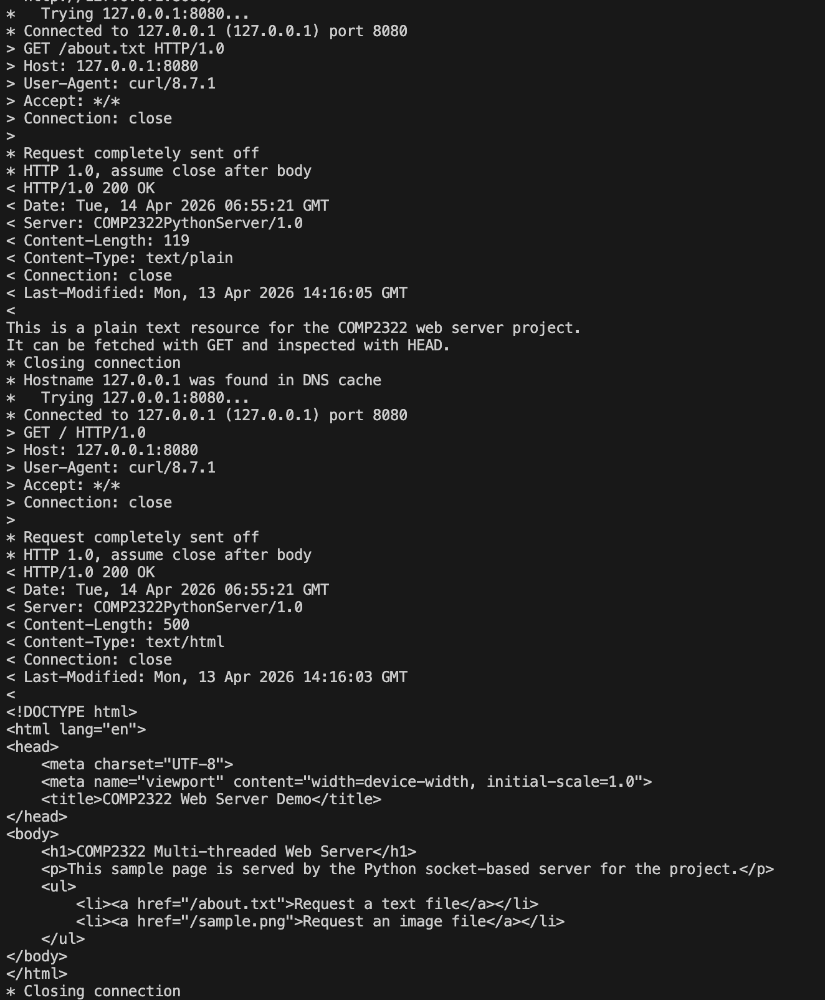 *   Trying 127.0.0.1:8080...
* Connected to 127.0.0.1 (127.0.0.1) port 8080
> GET /about.txt HTTP/1.0
> Host: 127.0.0.1:8080
> User-Agent: curl/8.7.1
> Accept: */*
> Connection: close
>
* Request completely sent off
* HTTP 1.0, assume close after body
< HTTP/1.0 200 OK
< Date: Tue, 14 Apr 2026 06:55:21 GMT
< Server: COMP2322PythonServer/1.0
< Content-Length: 119
< Content-Type: text/plain
< Connection: close
< Last-Modified: Mon, 13 Apr 2026 14:16:05 GMT
<
This is a plain text resource for the COMP2322 web server project.
It can be fetched with GET and inspected with HEAD.
* Closing connection
* Hostname 127.0.0.1 was found in DNS cache
*   Trying 127.0.0.1:8080...
* Connected to 127.0.0.1 (127.0.0.1) port 8080
> GET / HTTP/1.0
> Host: 127.0.0.1:8080
> User-Agent: curl/8.7.1
> Accept: */*
> Connection: close
>
* Request completely sent off
* HTTP 1.0, assume close after body
< HTTP/1.0 200 OK
< Date: Tue, 14 Apr 2026 06:55:21 GMT
< Server: COMP2322PythonServer/1.0
< Content-Length: 500
< Content-Type: text/html
< Connection: close
< Last-Modified: Mon, 13 Apr 2026 14:16:03 GMT
<
<!DOCTYPE html>
<html lang="en">
<head>
    <meta charset="UTF-8">
    <meta name="viewport" content="width=device-width, initial-scale=1.0">
    <title>COMP2322 Web Server Demo</title>
</head>
<body>
    <h1>COMP2322 Multi-threaded Web Server</h1>
    <p>This sample page is served by the Python socket-based server for the project.</p>
    <ul>
        <li><a href="/about.txt">Request a text file</a></li>
        <li><a href="/sample.png">Request an image file</a></li>
    </ul>
</body>
</html>
* Closing connection